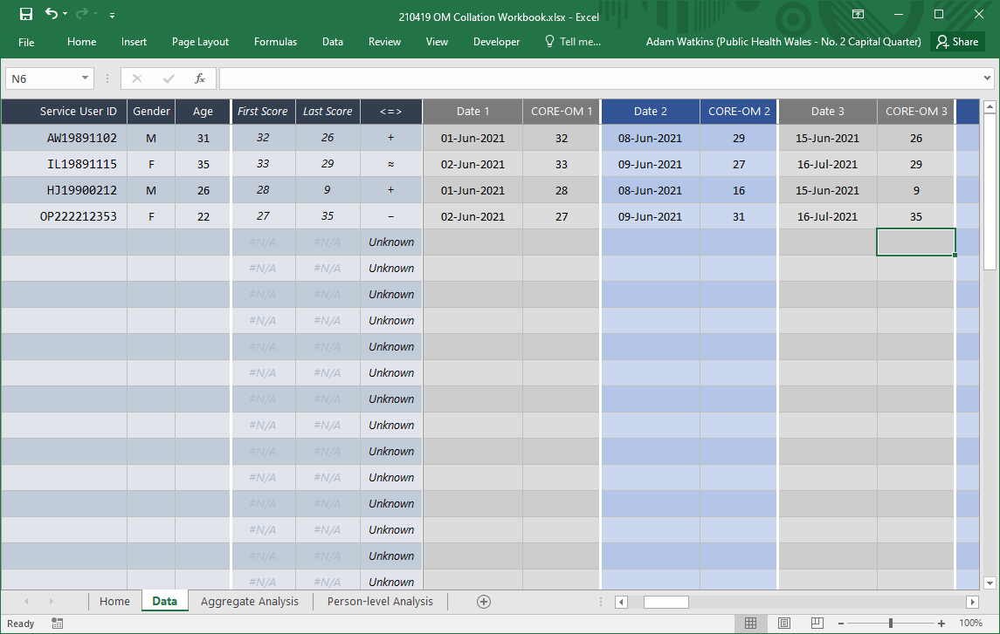 210419 OM Collation Workbook.xlsx - Excel
File Home Insert Page Layout Formulas Data Review View Developer Tell me... Adam Watkins (Public Health Wales - No. 2 Capital Quarter) Share
N6 fx
Service User ID Gender Age First Score Last Score <=> Date 1 CORE-OM 1 Date 2 CORE-OM 2 Date 3 CORE-OM 3
AW19891102 M 31 32 26 + 01-Jun-2021 32 08-Jun-2021 29 15-Jun-2021 26
IL19891115 F 35 33 29 ≈ 02-Jun-2021 33 09-Jun-2021 27 16-Jul-2021 29
HJ19900212 M 26 28 9 + 01-Jun-2021 28 08-Jun-2021 16 15-Jun-2021 9
OP222212353 F 22 27 35 − 02-Jun-2021 27 09-Jun-2021 31 16-Jul-2021 35
#N/A #N/A Unknown
#N/A #N/A Unknown
#N/A #N/A Unknown
#N/A #N/A Unknown
#N/A #N/A Unknown
#N/A #N/A Unknown
#N/A #N/A Unknown
#N/A #N/A Unknown
#N/A #N/A Unknown
#N/A #N/A Unknown
#N/A #N/A Unknown
#N/A #N/A Unknown
#N/A #N/A Unknown
#N/A #N/A Unknown
Home Data Aggregate Analysis Person-level Analysis
Ready 100%